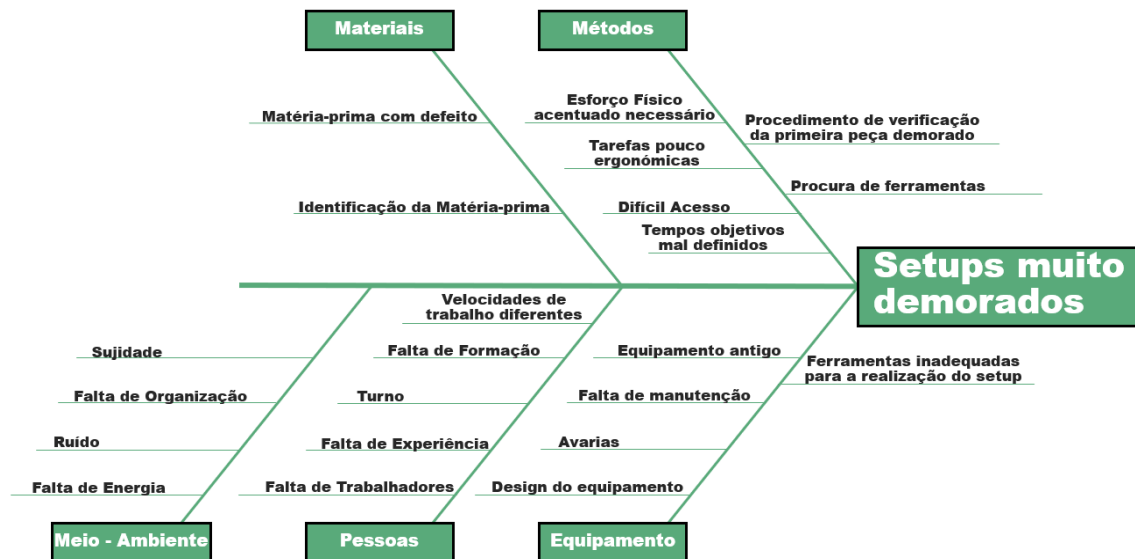 Materiais
Métodos
Matéria-prima com defeito
Identificação da Matéria-prima
Esforço Físico
acentuado necessário
Tarefas pouco
ergonómicas
Difícil Acesso
Tempos objetivos
mal definidos
Procedimento de verificação
da primeira peça demorado
Procura de ferramentas
Setups muito
demorados
Sujidade
Falta de Organização
Ruído
Falta de Energia
Meio - Ambiente
Velocidades de
trabalho diferentes
Falta de Formação
Turno
Falta de Experiência
Falta de Trabalhadores
Pessoas
Equipamento antigo
Falta de manutenção
Avarias
Design do equipamento
Ferramentas inadequadas
para a realização do setup
Equipamento